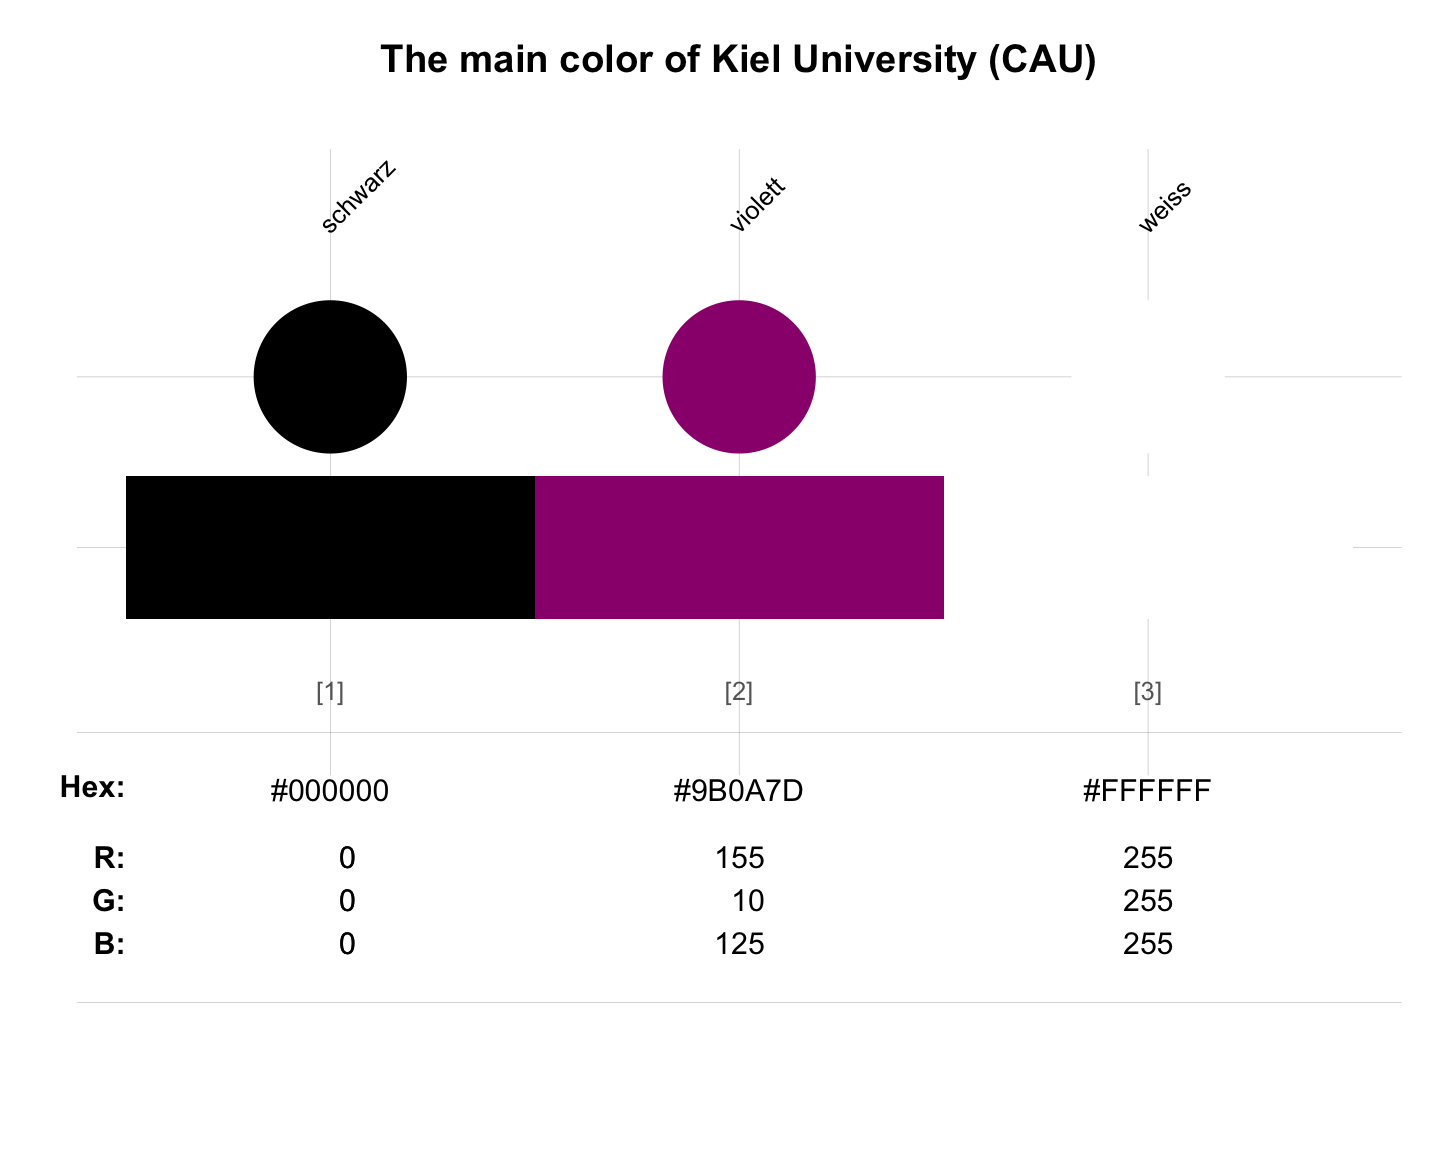 The main color of Kiel University (CAU)
schwarz violett weiss
[1] [2] [3]
Hex: #000000 #9B0A7D #FFFFFF
R: 0 155 255
G: 0 10 255
B: 0 125 255